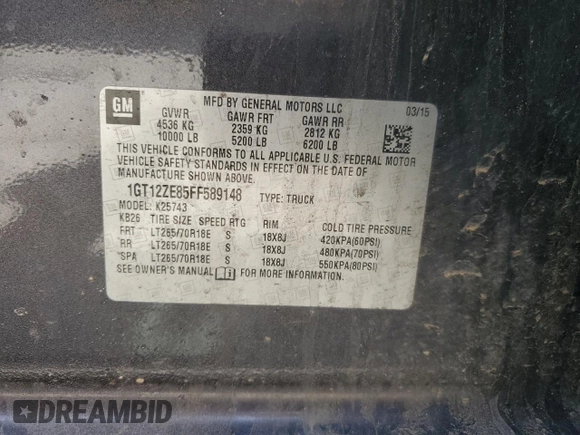 GM
MFD BY GENERAL MOTORS LLC
03/15
GVWR GAWR FRT GAWR RR
4536 KG 2359 KG 2812 KG
10000 LB 5200 LB 6200 LB
THIS VEHICLE CONFORMS TO ALL APPLICABLE U.S. FEDERAL MOTOR
VEHICLE SAFETY STANDARDS IN EFFECT ON THE DATE OF
MANUFACTURE SHOWN ABOVE.
1GT12ZE85FF589148 TYPE: TRUCK
MODEL: K25743
KB26 TIRE SIZE SPEED RTG RIM COLD TIRE PRESSURE
FRT LT265/70R18E S 18X8J 420KPA(60PSI)
RR LT265/70R18E S 18X8J 480KPA(70PSI)
SPA LT265/70R18E S 18X8J 550KPA(80PSI)
SEE OWNER'S MANUAL FOR MORE INFORMATION.
DREAMBID